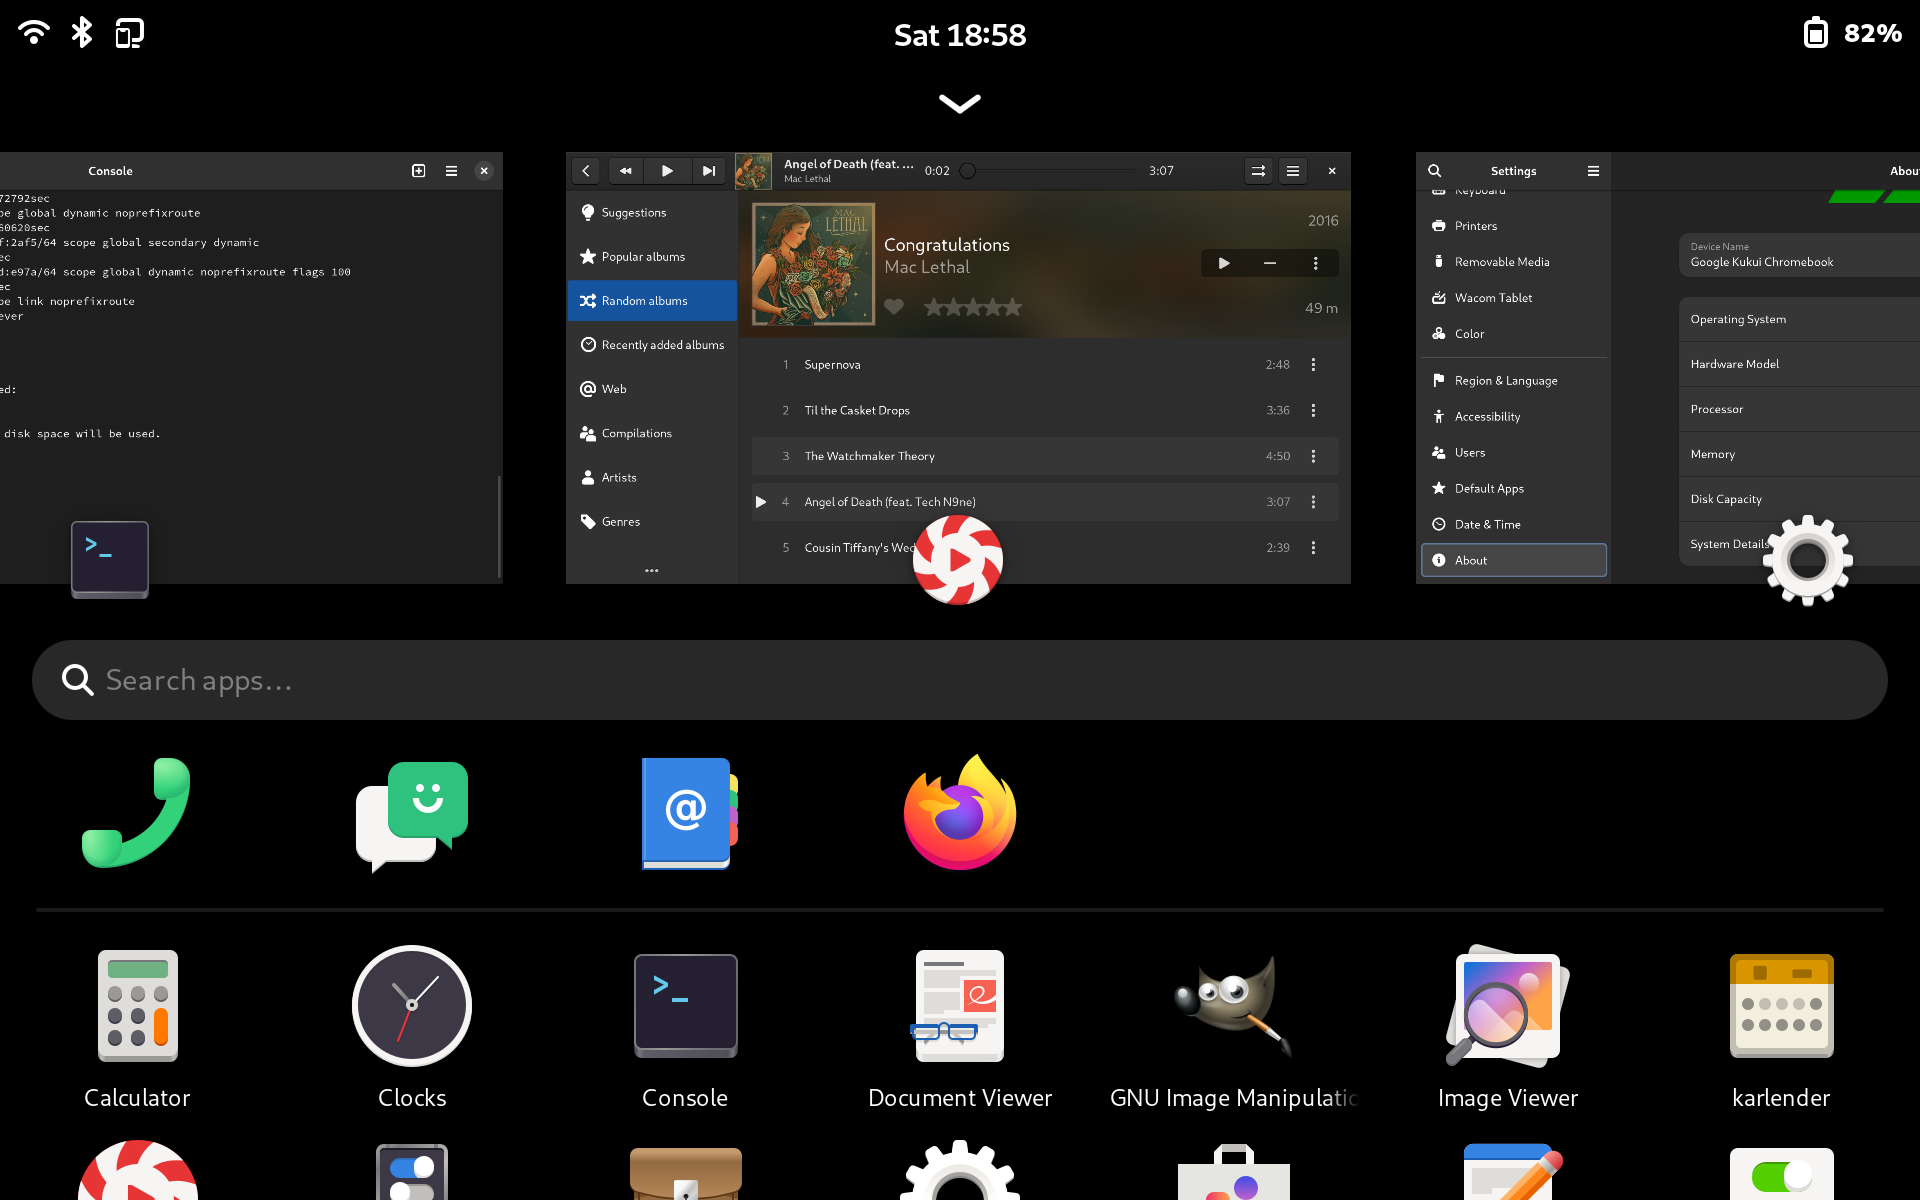 Sat 18:58
82%
Console
72792sec
pe global dynamic noprefixroute
60620sec
f:2af5/64 scope global secondary dynamic
ec
d:e97a/64 scope global dynamic noprefixroute flags 100
ec
pe link noprefixroute
ever
ed:
disk space will be used.
Angel of Death (feat. ...
Mac Lethal
0:02
3:07
Suggestions
Popular albums
Random albums
Recently added albums
Web
Compilations
Artists
Genres
MAC
LETHAL
Congratulations
Mac Lethal
2016
49 m
1 Supernova 2:48
2 Til the Casket Drops 3:36
3 The Watchmaker Theory 4:50
4 Angel of Death (feat. Tech N9ne) 3:07
5 Cousin Tiffany's Wed 2:39
Settings
Keyboard
Printers
Removable Media
Wacom Tablet
Color
Region & Language
Accessibility
Users
Default Apps
Date & Time
About
Abou
Device Name
Google Kukui Chromebook
Operating System
Hardware Model
Processor
Memory
Disk Capacity
System Details
Search apps...
Calculator
Clocks
Console
Document Viewer
GNU Image Manipulatio
Image Viewer
karlender